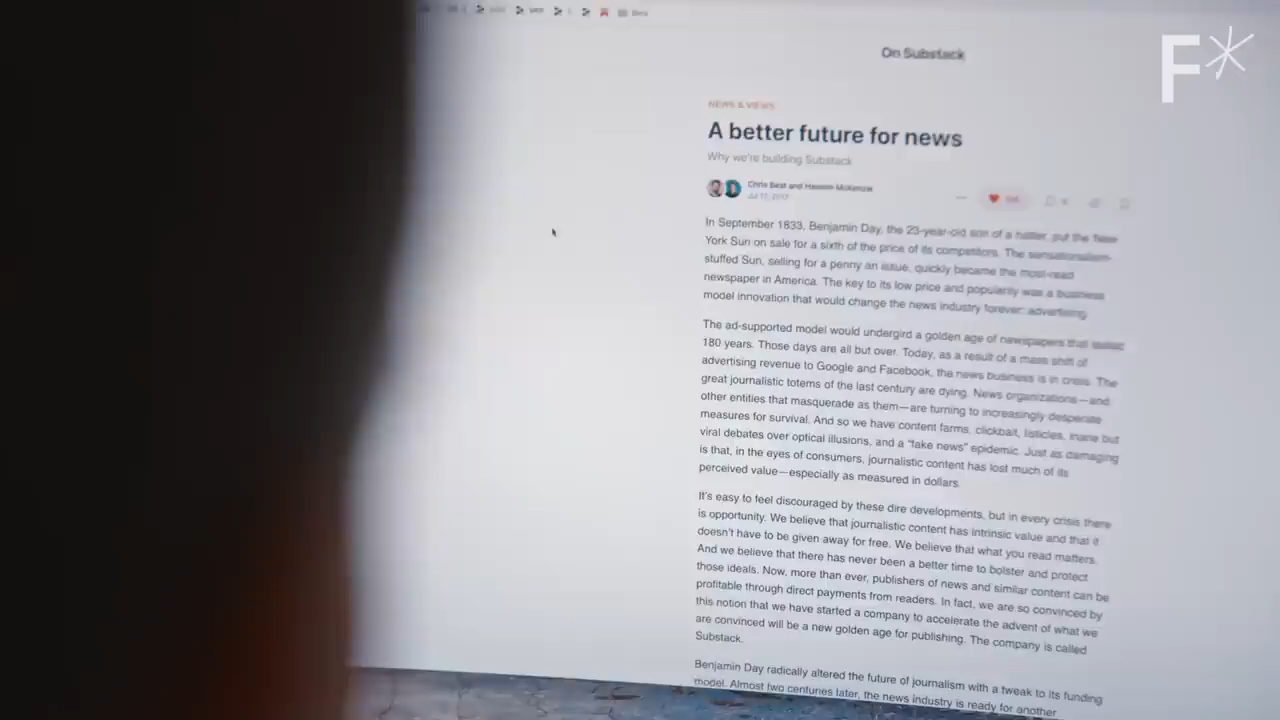 On Substack
F*
NEWS & VIEWS
A better future for news
Why we're building Substack
Chris Best and Hamish McKenzie
Jul 17, 2017
In September 1833, Benjamin Day, the 23-year-old son of a hatter, put the New
York Sun on sale for a sixth of the price of its competitors. The sensationalism-
stuffed Sun, selling for a penny an issue, quickly became the most-read
newspaper in America. The key to its low price and popularity was a business
model innovation that would change the news industry forever: advertising.
The ad-supported model would undergird a golden age of newspapers that lasted
180 years. Those days are all but over. Today, as a result of a mass shift of
advertising revenue to Google and Facebook, the news business is in crisis. The
great journalistic totems of the last century are dying. News organizations—and
other entities that masquerade as them—are turning to increasingly desperate
measures for survival. And so we have content farms, clickbait, listicles, inane but
viral debates over optical illusions, and a “fake news” epidemic. Just as damaging
is that, in the eyes of consumers, journalistic content has lost much of its
perceived value—especially as measured in dollars.
It's easy to feel discouraged by these dire developments, but in every crisis there
is opportunity. We believe that journalistic content has intrinsic value and that it
doesn't have to be given away for free. We believe that what you read matters.
And we believe that there has never been a better time to bolster and protect
those ideals. Now, more than ever, publishers of news and similar content can be
profitable through direct payments from readers. In fact, we are so convinced by
this notion that we have started a company to accelerate the advent of what we
are convinced will be a new golden age for publishing. The company is called
Substack.
Benjamin Day radically altered the future of journalism with a tweak to its funding
model. Almost two centuries later, the news industry is ready for another